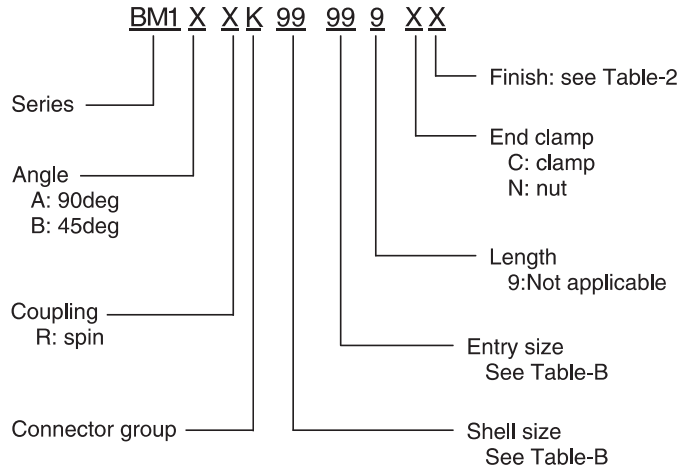 BM1 X X K 99 99 9 X X
Finish: see Table-2
Series
End clamp
C: clamp
N: nut
Angle
A: 90deg
B: 45deg
Length
9:Not applicable
Coupling
R: spin
Entry size
See Table-B
Connector group
Shell size
See Table-B